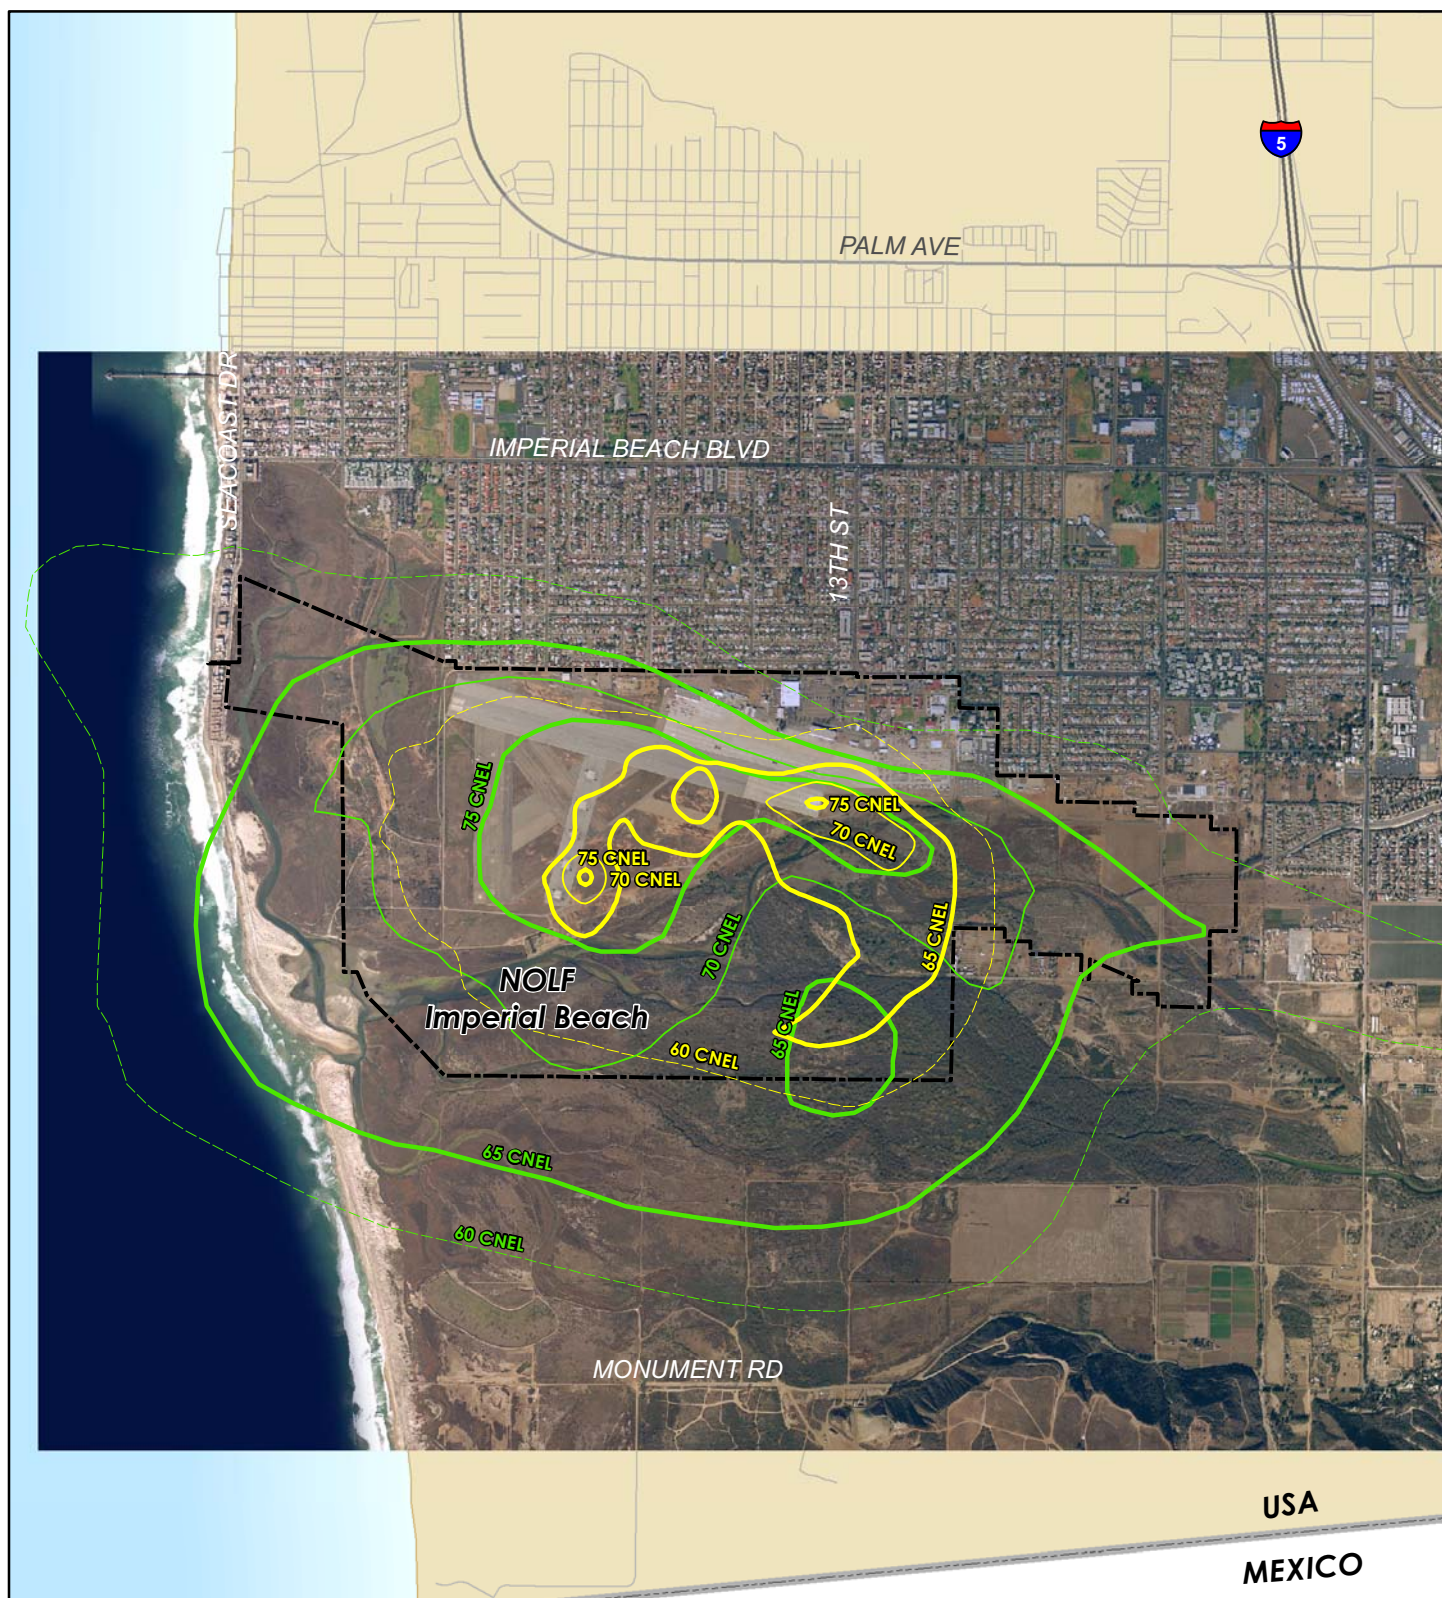 5
PALM AVE
SEACOAST DR
IMPERIAL BEACH BLVD
13TH ST
75 CNEL
75 CNEL
70 CNEL
75 CNEL
70 CNEL
70 CNEL
65 CNEL
NOLF
Imperial Beach
65 CNEL
60 CNEL
65 CNEL
60 CNEL
MONUMENT RD
USA
MEXICO